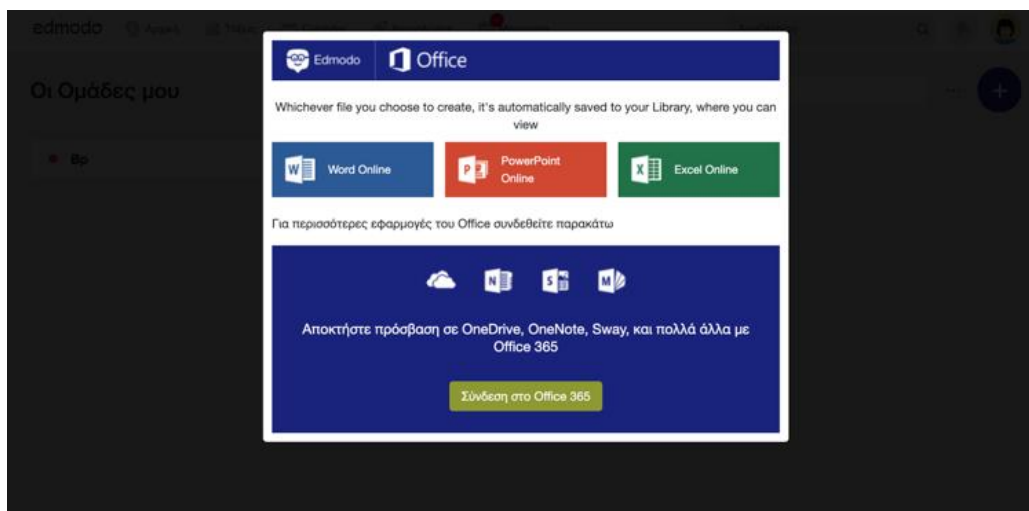 edmodo
Αρχική
Οι Ομάδες μου
Βρ
Edmodo
Office
Whichever file you choose to create, it's automatically saved to your Library, where you can
view
Word Online
PowerPoint
Online
Excel Online
Για περισσότερες εφαρμογές του Office συνδεθείτε παρακάτω
Αποκτήστε πρόσβαση σε OneDrive, OneNote, Sway, και πολλά άλλα με
Office 365
Σύνδεση στο Office 365